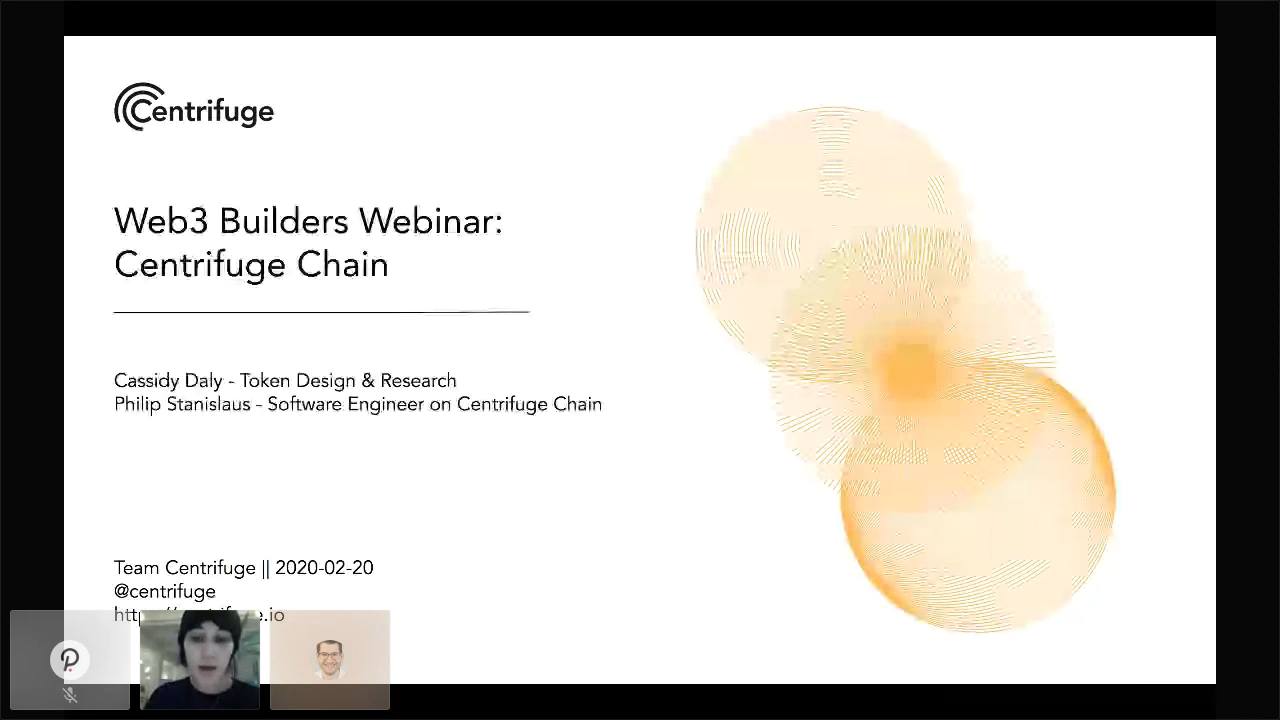 Centrifuge
Web3 Builders Webinar:
Centrifuge Chain
Cassidy Daly - Token Design & Research
Philip Stanislaus - Software Engineer on Centrifuge Chain
Team Centrifuge || 2020-02-20
@centrifuge